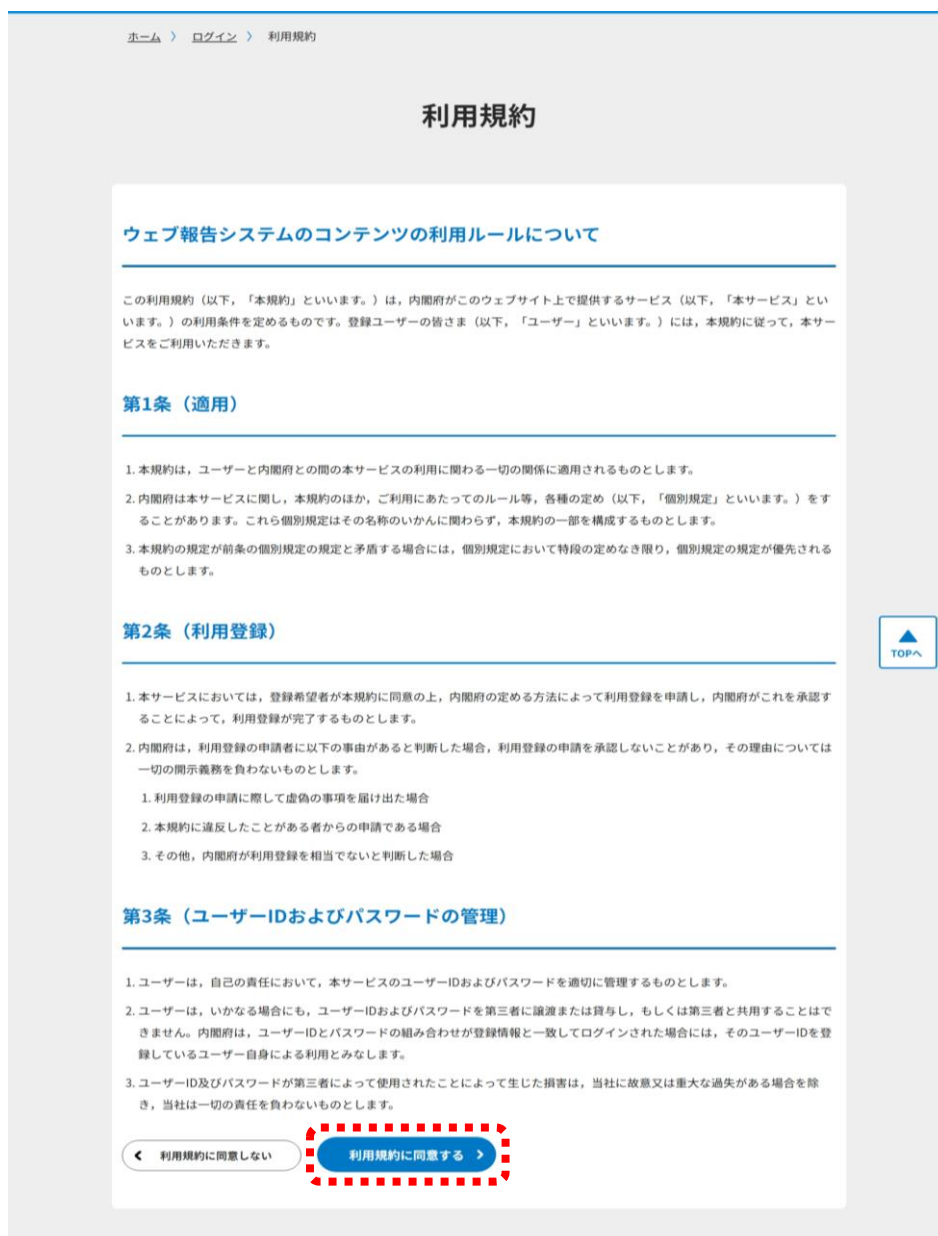 ホーム 〉 ログイン 〉 利用規約
利用規約
ウェブ報告システムのコンテンツの利用ルールについて
この利用規約（以下，「本規約」といいます。）は，内閣府がこのウェブサイト上で提供するサービス（以下，「本サービス」とい
います。）の利用条件を定めるものです。登録ユーザーの皆さま（以下，「ユーザー」といいます。）には，本規約に従って，本サー
ビスをご利用いただきます。
第1条（適用）
1. 本規約は，ユーザーと内閣府との間の本サービスの利用に関わる一切の関係に適用されるものとします。
2. 内閣府は本サービスに関し，本規約のほか，ご利用にあたってのルール等，各種の定め（以下，「個別規定」といいます。）をす
ることがあります。これら個別規定はその名称のいかんに関わらず，本規約の一部を構成するものとします。
3. 本規約の規定が前条の個別規定の規定と矛盾する場合には，個別規定において特段の定めなき限り，個別規定の規定が優先される
ものとします。
第2条（利用登録）
TOPへ
1. 本サービスにおいては，登録希望者が本規約に同意の上，内閣府の定める方法によって利用登録を申請し，内閣府がこれを承認す
ることによって，利用登録が完了するものとします。
2. 内閣府は，利用登録の申請者に以下の事由があると判断した場合，利用登録の申請を承認しないことがあり，その理由については
一切の開示義務を負わないものとします。
1. 利用登録の申請に際して虚偽の事項を届け出た場合
2. 本規約に違反したことがある者からの申請である場合
3. その他，内閣府が利用登録を相当でないと判断した場合
第3条（ユーザーIDおよびパスワードの管理）
1. ユーザーは，自己の責任において，本サービスのユーザーIDおよびパスワードを適切に管理するものとします。
2. ユーザーは，いかなる場合にも，ユーザーIDおよびパスワードを第三者に譲渡または貸与し，もしくは第三者と共用することはで
きません。内閣府は，ユーザーIDとパスワードの組み合わせが登録情報と一致してログインされた場合には，そのユーザーIDを登
録しているユーザー自身による利用とみなします。
3. ユーザーID及びパスワードが第三者によって使用されたことによって生じた損害は，当社に故意又は重大な過失がある場合を除
き，当社は一切の責任を負わないものとします。
利用規約に同意しない
利用規約に同意する